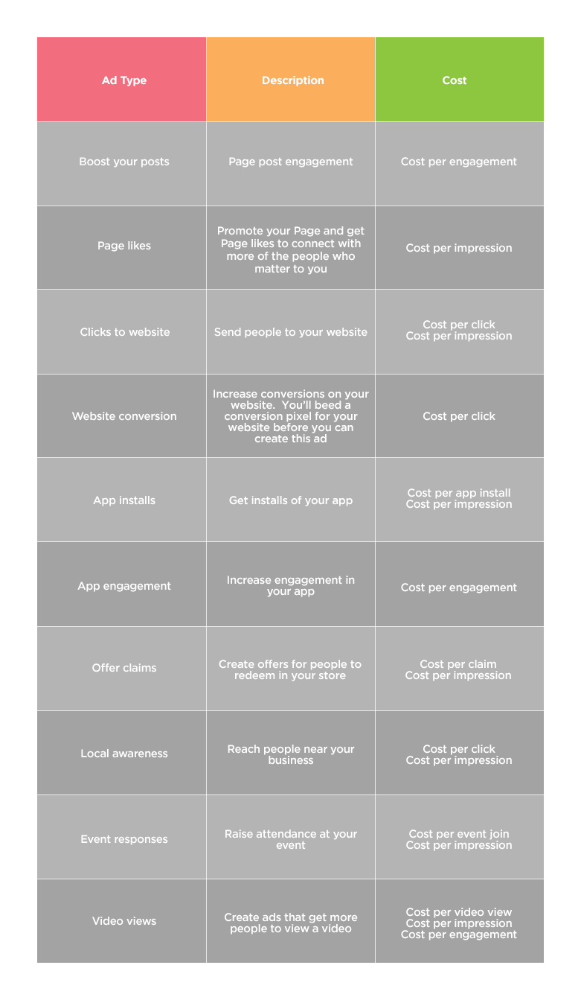 Ad Type
Description
Cost
Boost your posts
Page post engagement
Cost per engagement
Page likes
Promote your Page and get
Page likes to connect with
more of the people who
matter to you
Cost per impression
Clicks to website
Send people to your website
Cost per click
Cost per impression
Website conversion
Increase conversions on your
website.  You'll beed a
conversion pixel for your
website before you can
create this ad
Cost per click
App installs
Get installs of your app
Cost per app install
Cost per impression
App engagement
Increase engagement in
your app
Cost per engagement
Offer claims
Create offers for people to
redeem in your store
Cost per claim
Cost per impression
Local awareness
Reach people near your
business
Cost per click
Cost per impression
Event responses
Raise attendance at your
event
Cost per event join
Cost per impression
Video views
Create ads that get more
people to view a video
Cost per video view
Cost per impression
Cost per engagement